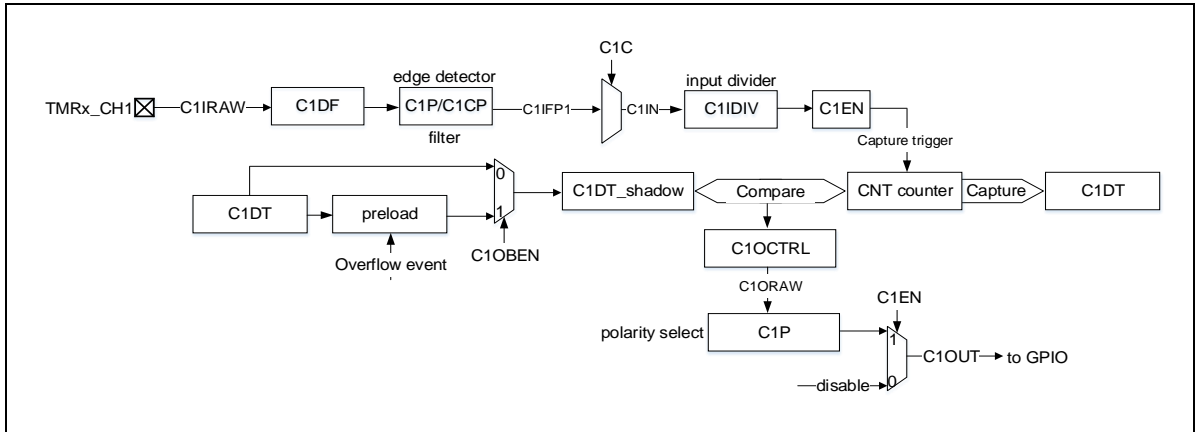 C1C
edge detector
input divider
TMRx_CH1
C1IRAW
C1DF
C1P/C1CP
C1IFP1
C1IN
C1IDIV
C1EN
filter
Capture trigger
0
C1DT
preload
1
C1DT_shadow
Compare
CNT counter
Capture
C1DT
C1OBEN
Overflow event
C1OCTRL
C1ORAW
C1EN
polarity select
C1P
1
C1OUT
to GPIO
disable
0